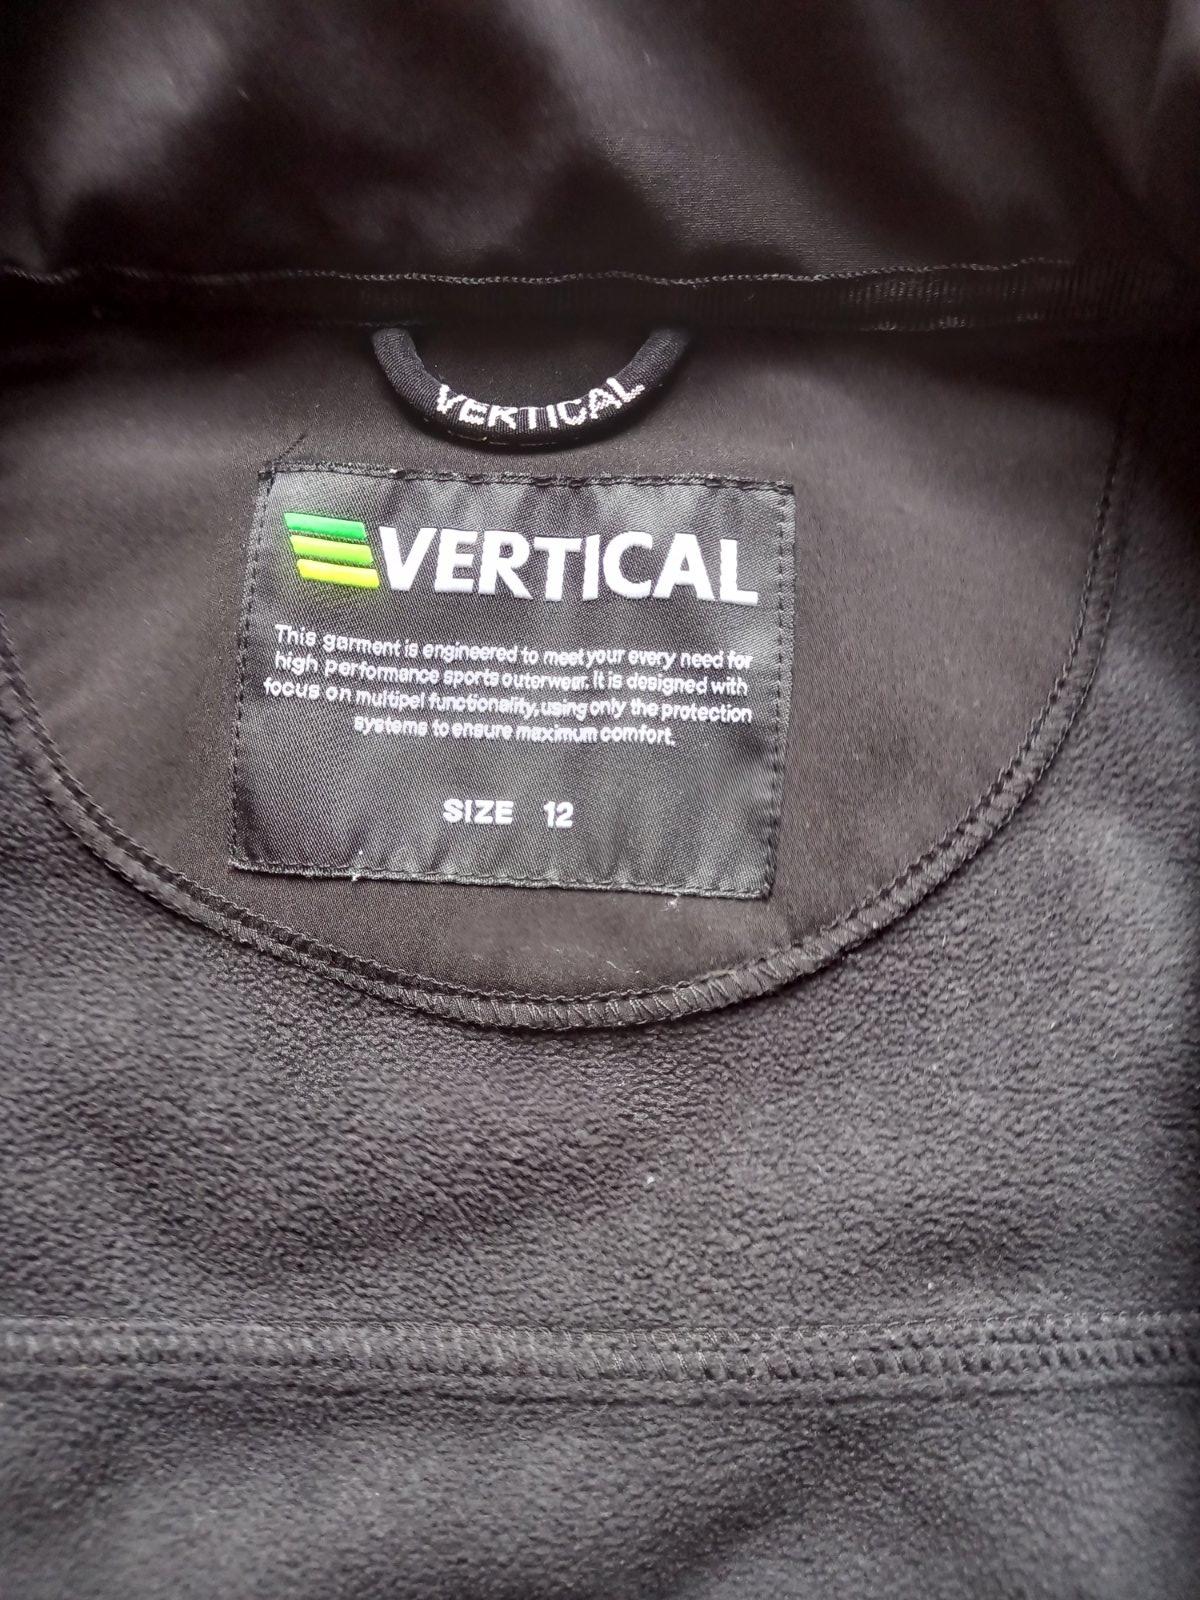 VERTICAL
VERTICAL
This garment is engineered to meet your every need for
high performance sports outerwear. It is designed with
focus on multipel functionality, using only the protection
systems to ensure maximum comfort.
SIZE 12